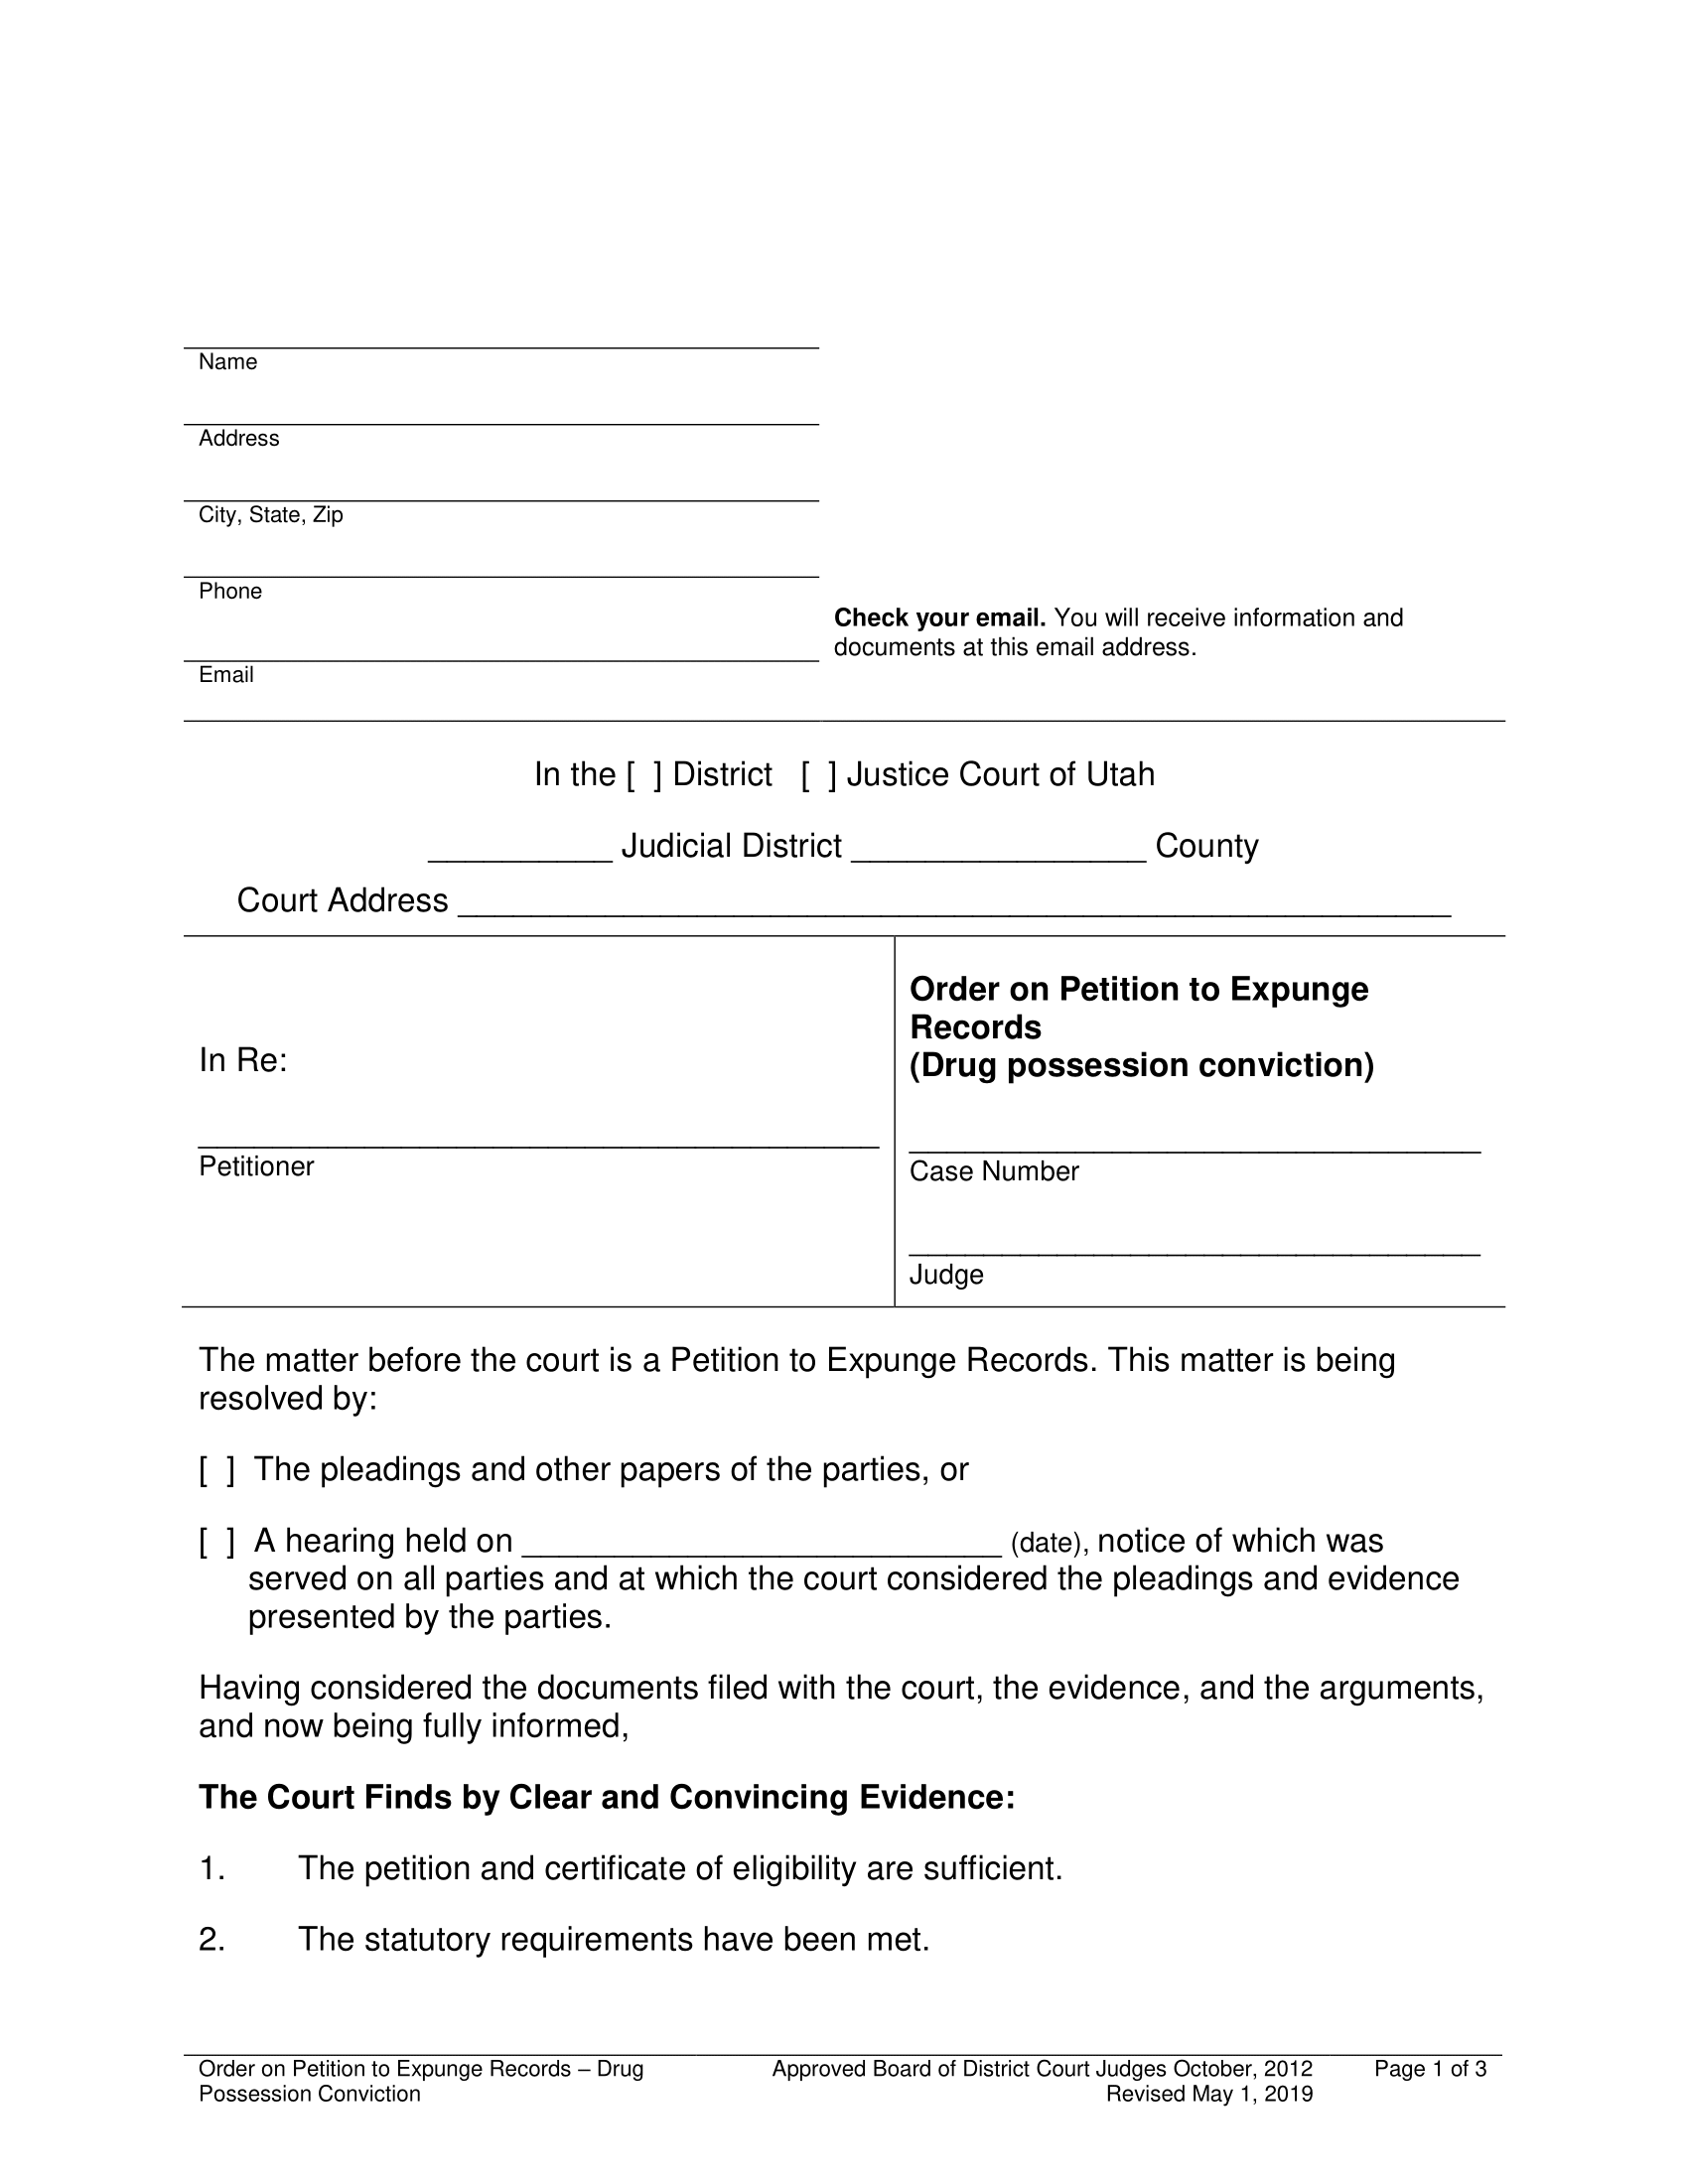 Name
Address
City, State, Zip
Phone
Check your email. You will receive information and
documents at this email address.
Email
In the [ ] District [ ] Justice Court of Utah
__________ Judicial District ________________ County
Court Address ______________________________________________________
Order on Petition to Expunge
Records
(Drug possession conviction)
In Re:
_____________________________________
Petitioner
_______________________________
Case Number
_______________________________
Judge
The matter before the court is a Petition to Expunge Records. This matter is being
resolved by:
[ ] The pleadings and other papers of the parties, or
[ ] A hearing held on __________________________ (date), notice of which was
served on all parties and at which the court considered the pleadings and evidence
presented by the parties.
Having considered the documents filed with the court, the evidence, and the arguments,
and now being fully informed,
The Court Finds by Clear and Convincing Evidence:
1. The petition and certificate of eligibility are sufficient.
2. The statutory requirements have been met.
Order on Petition to Expunge Records – Drug
Possession Conviction
Approved Board of District Court Judges October, 2012
Revised May 1, 2019
Page 1 of 3